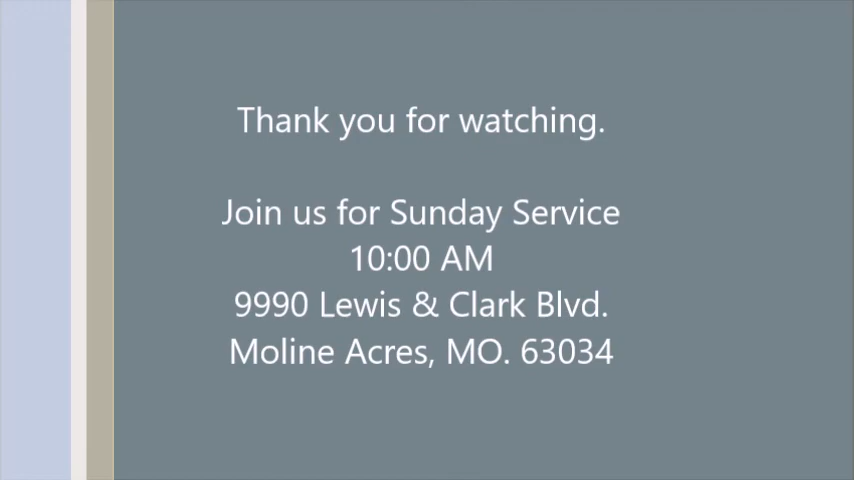 Thank you for watching.
Join us for Sunday Service
10:00 AM
9990 Lewis & Clark Blvd.
Moline Acres, MO. 63034